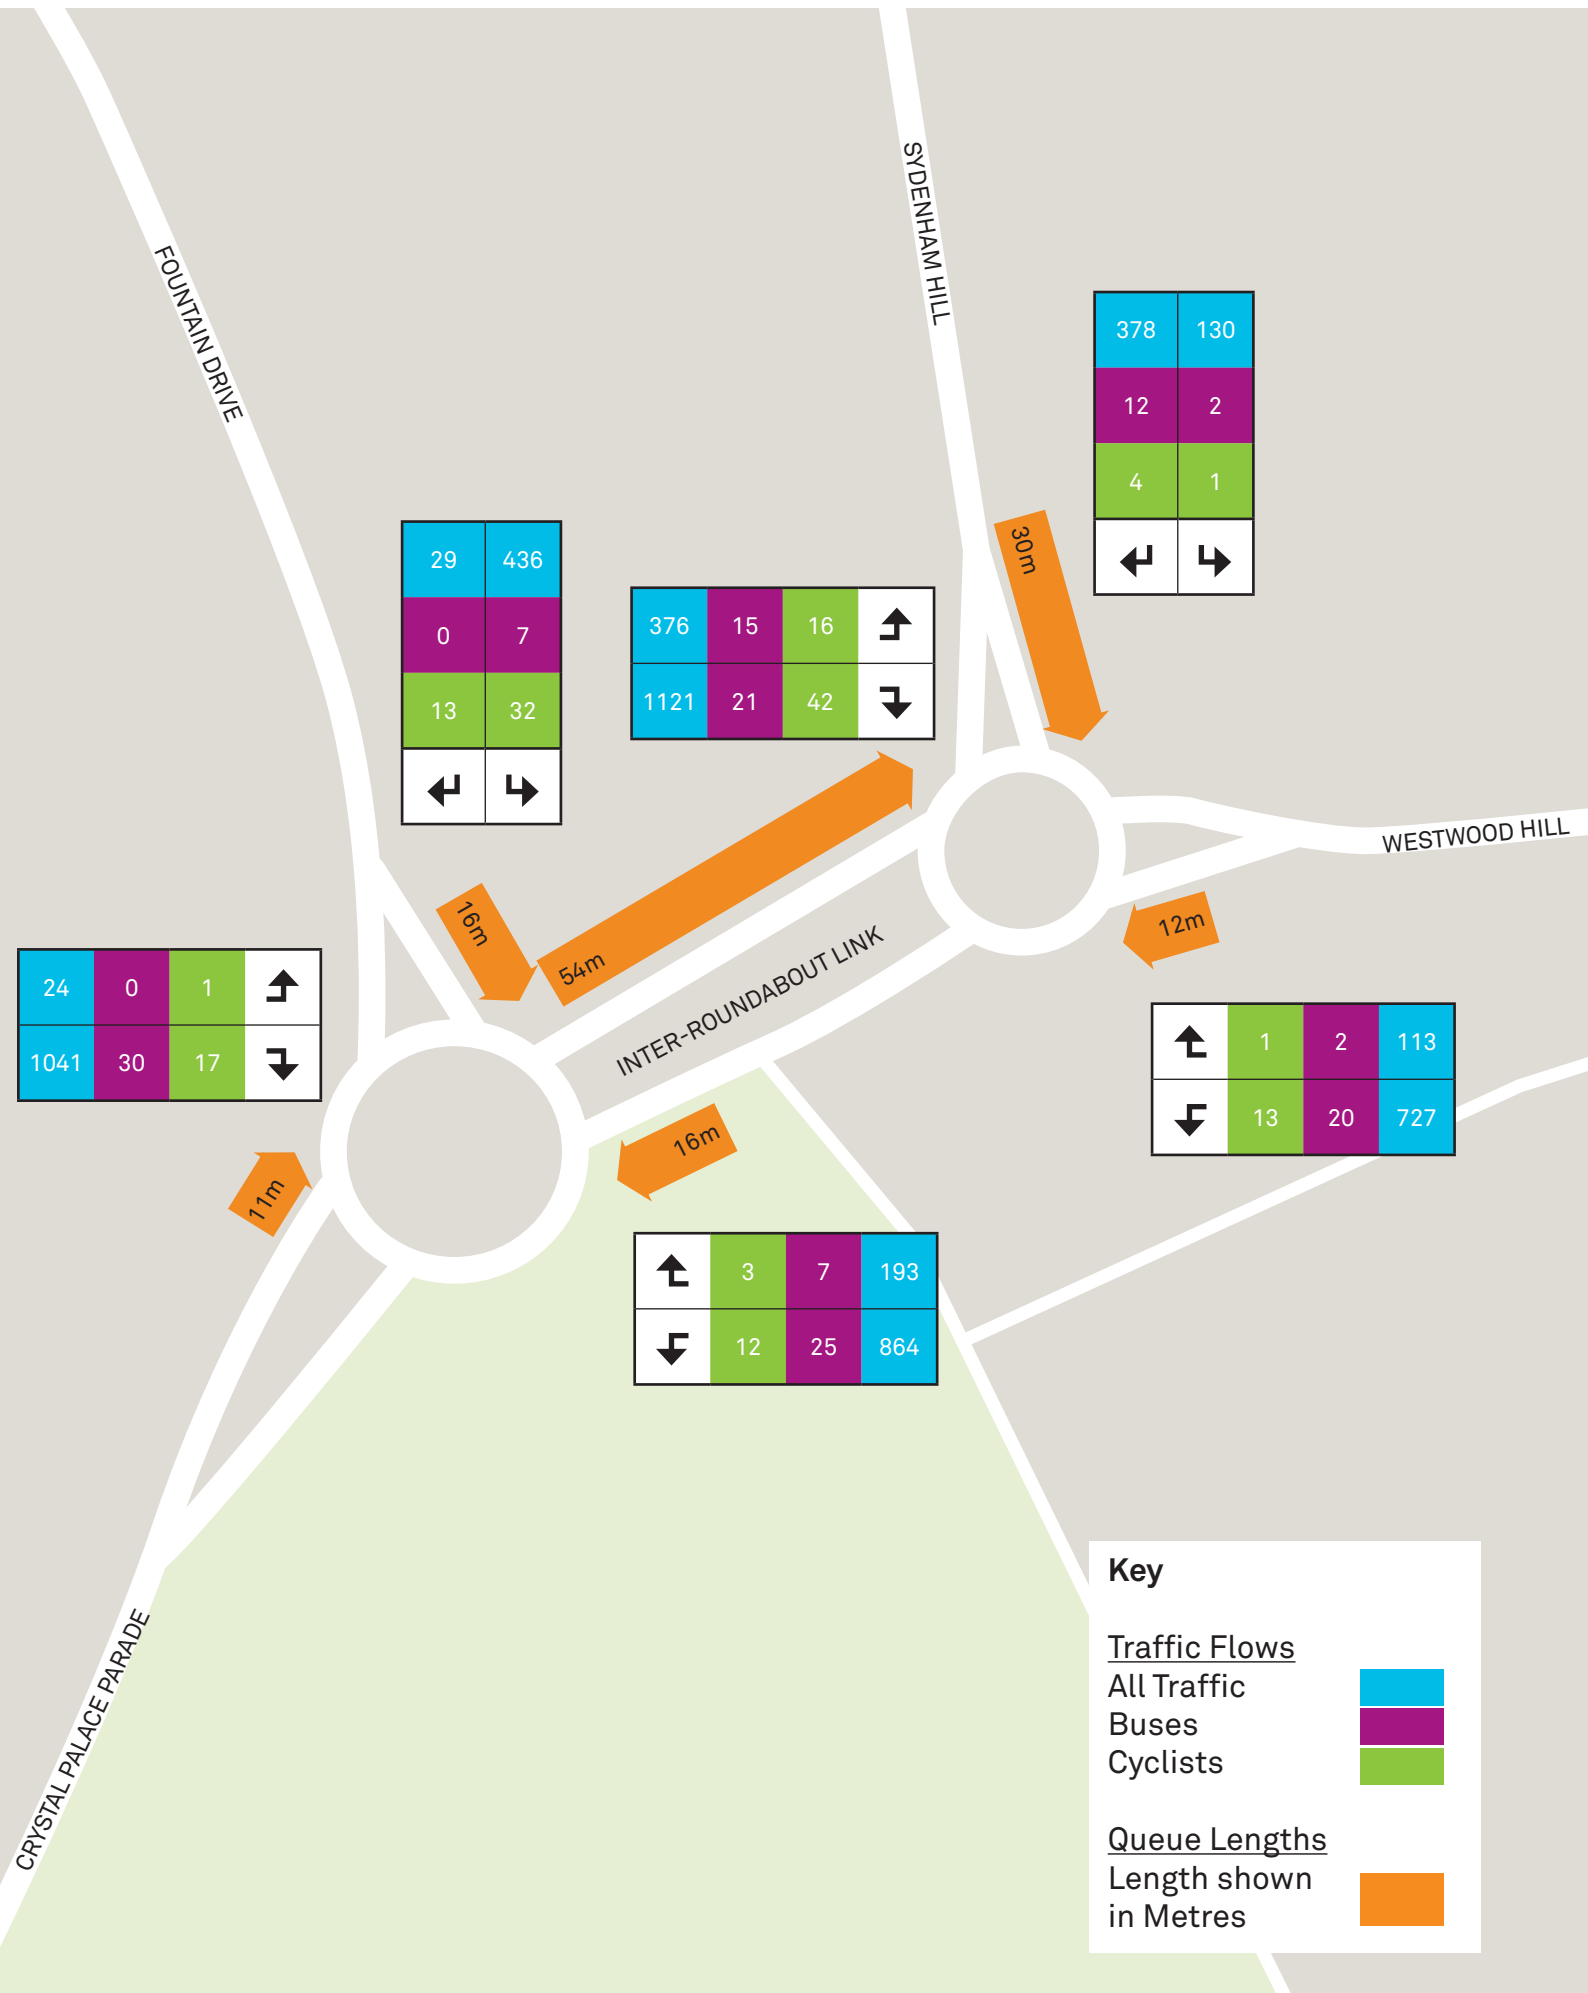 SYDENHAM HILL
FOUNTAIN DRIVE
378 130
12 2
4 1
30m
29 436
0 7
13 32
376 15 16
1121 21 42
WESTWOOD HILL
16m
54m
12m
INTER-ROUNDABOUT LINK
24 0 1
1041 30 17
1 2 113
13 20 727
16m
11m
3 7 193
12 25 864
CRYSTAL PALACE PARADE
Key
Traffic Flows
All Traffic
Buses
Cyclists
Queue Lengths
Length shown
in Metres